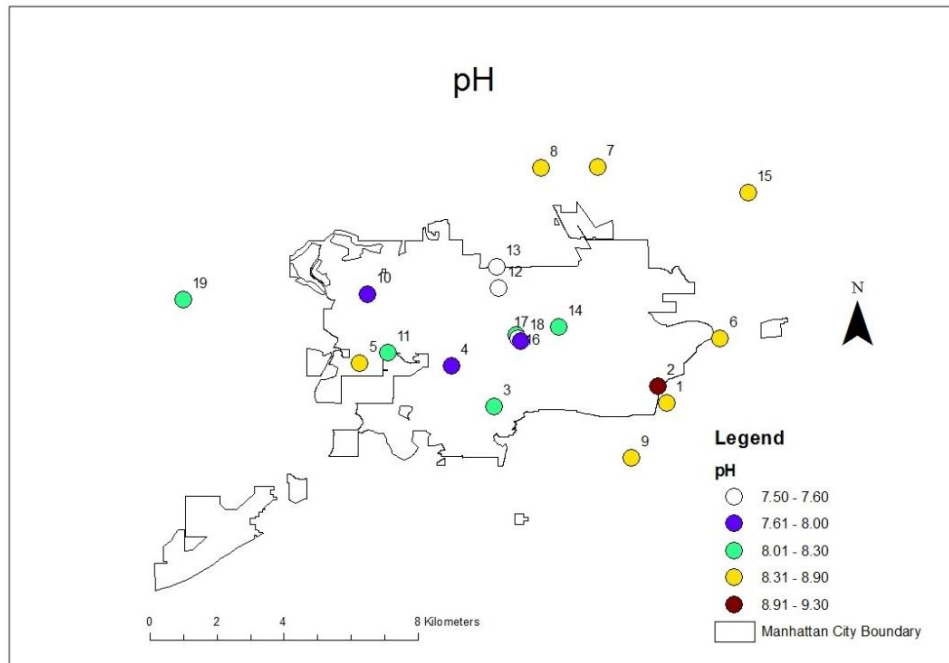 pH
8
7
15
13
12
10
19
17 18
14
16
6
11
5
4
2
1
3
9
N
Legend
pH
7.50 - 7.60
7.61 - 8.00
8.01 - 8.30
8.31 - 8.90
8.91 - 9.30
Manhattan City Boundary
0 2 4 8 Kilometers